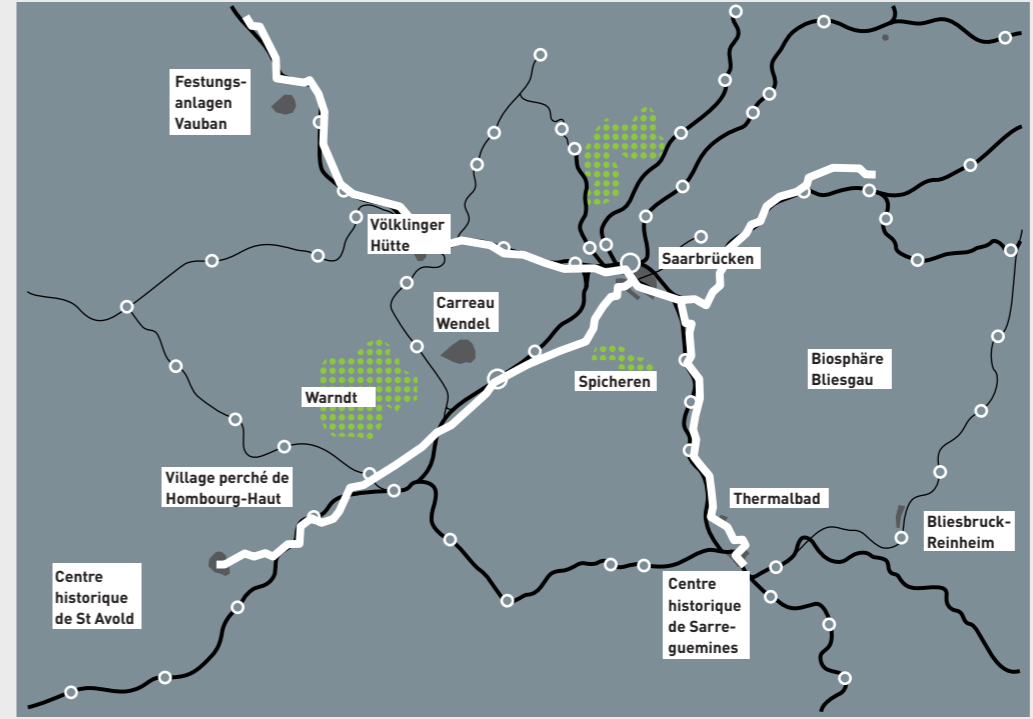 Festungs-
anlagen
Vauban
Völklinger
Hütte
Saarbrücken
Carreau
Wendel
Biosphäre
Bliesgau
Spicheren
Warndt
Village perché de
Hombourg-Haut
Thermalbad
Bliesbruck-
Reinheim
Centre
historique
de St Avold
Centre
historique
de Sarre-
guemines